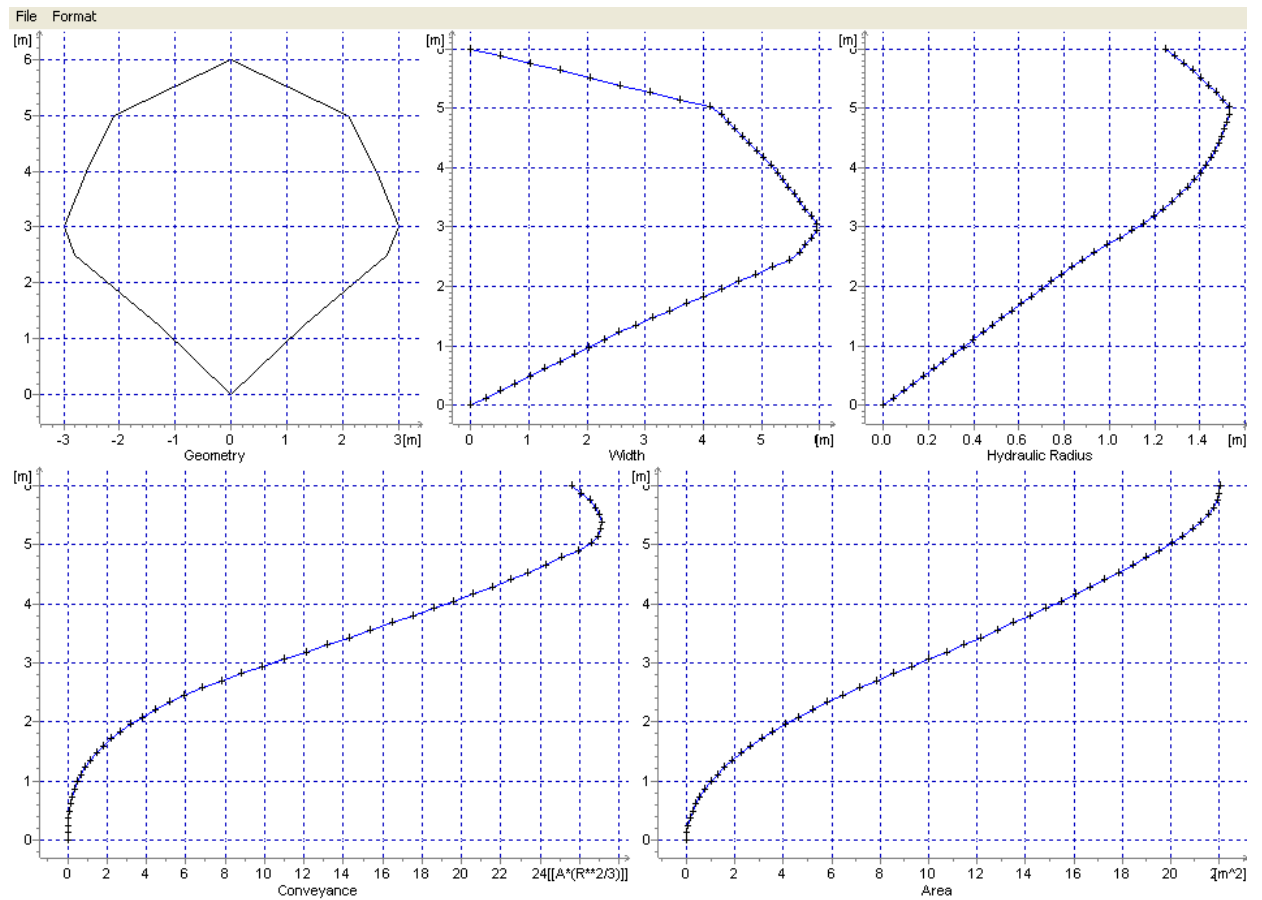 File Format
[m]
6
5
4
3
2
1
0
-3 -2 -1 0 1 2 3[m]
Geometry
[m]
5
4
3
2
1
0
0 1 2 3 4 5 [m]
Width
[m]
5
4
3
2
1
0
0.0 0.2 0.4 0.6 0.8 1.0 1.2 1.4 [m]
Hydraulic Radius
[m]
5
4
3
2
1
0
0 2 4 6 8 10 12 14 16 18 20 22 24[[A*(R**2/3)]]
Conveyance
[m]
5
4
3
2
1
0
0 2 4 6 8 10 12 14 16 18 20 [m^2]
Area